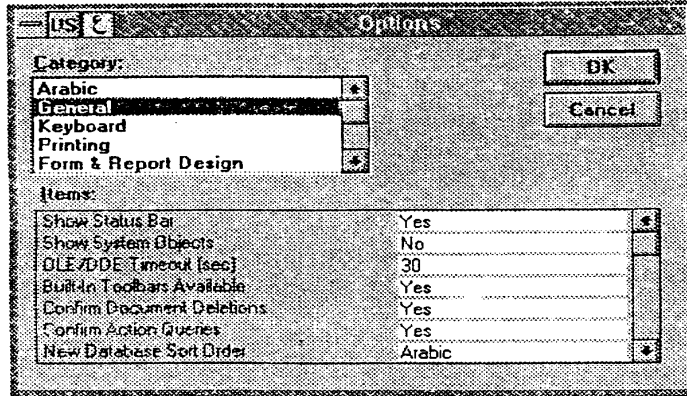 US ع Options
Category:
OK
Arabic
General
Cancel
Keyboard
Printing
Form & Report Design
Items:
Show Status Bar Yes
Show System Objects No
OLE/DDE Timeout (sec) 30
Built-In Toolbars Available Yes
Confirm Document Deletions Yes
Confirm Action Queries Yes
New Database Sort Order Arabic